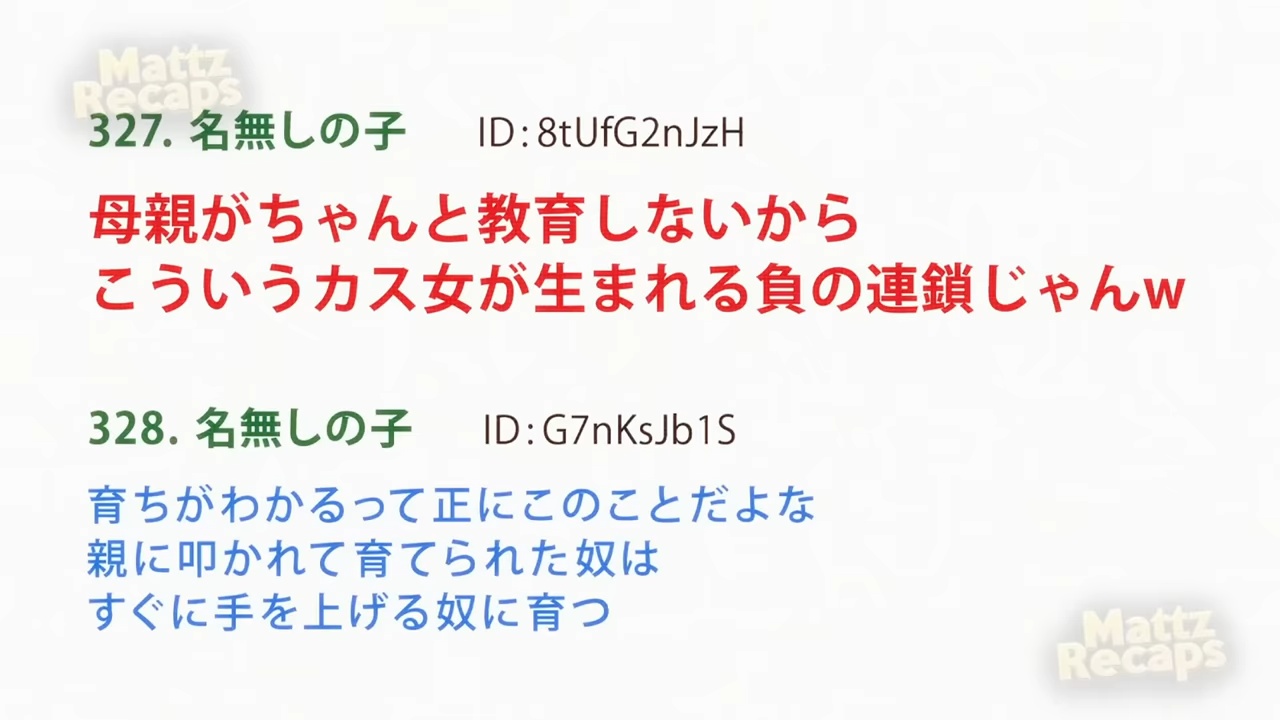 Mattz
Recaps
327. 名無しの子 ID:8tUfG2nJzH
母親がちゃんと教育しないから
こういうカス女が生まれる負の連鎖じゃんw
328. 名無しの子 ID:G7nKsJb1S
育ちがわかるって正にこのことだよな
親に叩かれて育てられた奴は
すぐに手を上げる奴に育つ
Mattz
Recaps